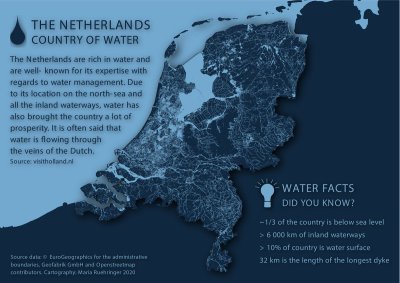 THE NETHERLANDS
COUNTRY OF WATER
The Netherlands are rich in water and
are well- known for its expertise with
regards to water management. Due
to its location on the north-sea and
all the inland waterways, water has
also brought the country a lot of
prosperity. It is often said that
water is flowing through
the veins of the Dutch.
Source: visitholland.nl
WATER FACTS
DID YOU KNOW?
~1/3 of the country is below sea level
> 6 000 km of inland waterways
> 10% of country is water surface
32 km is the length of the longest dyke
Source data: © EuroGeographics for the administrative
boundaries, Geofabrik GmbH and Openstreetmap
contributors. Cartography: Maria Ruehringer 2020